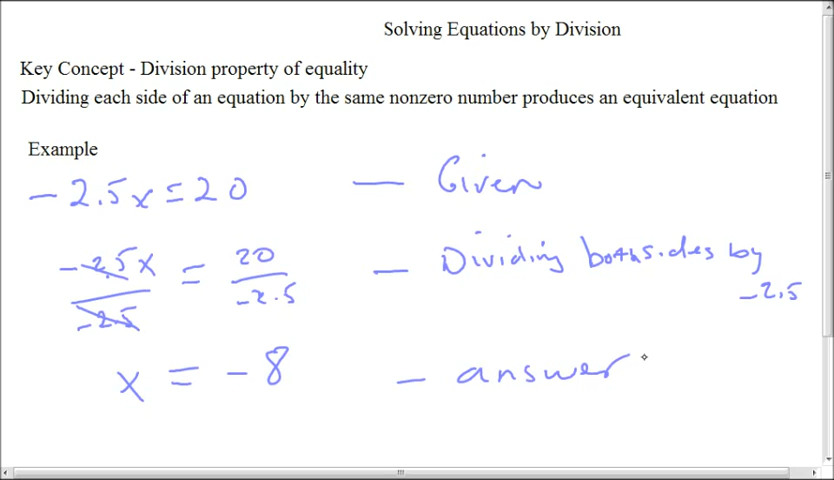 Solving Equations by Division
Key Concept - Division property of equality
Dividing each side of an equation by the same nonzero number produces an equivalent equation
Example
-2.5x=20 — Given
-2.5x/-2.5 = 20/-2.5 — Dividing both sides by
-2.5
x = -8 — answer